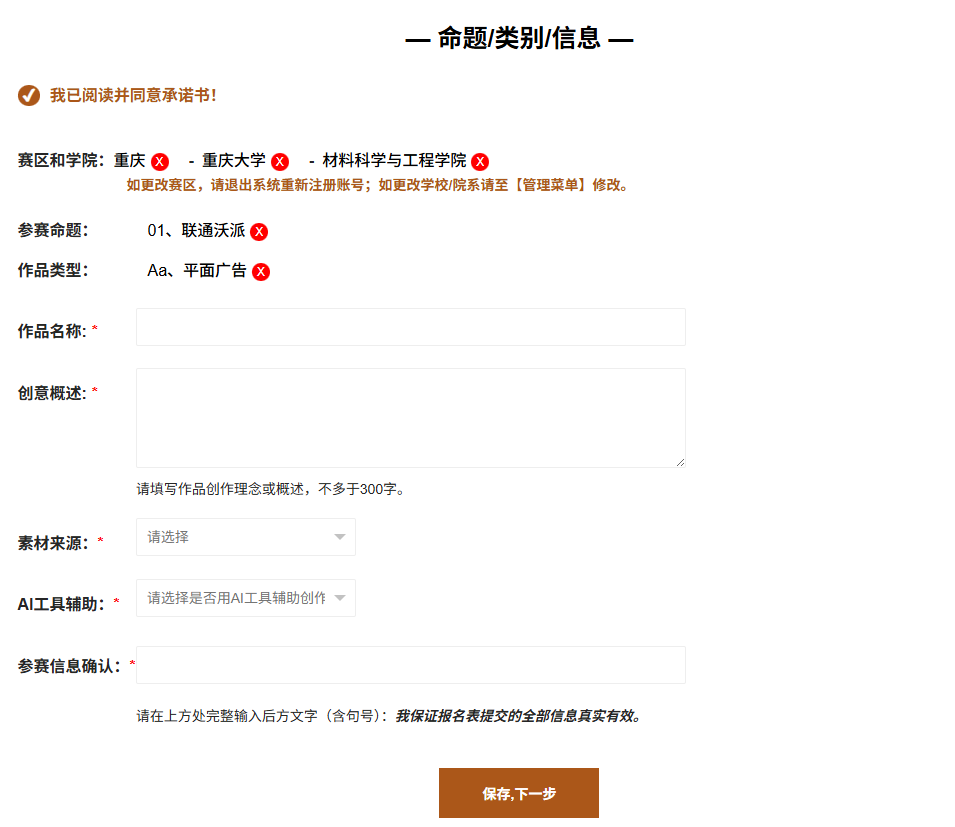 — 命题/类别/信息 —
我已阅读并同意承诺书！
赛区和学院：重庆 X - 重庆大学 X - 材料科学与工程学院 X
如更改赛区，请退出系统重新注册账号；如更改学校/院系请至【管理菜单】修改。
参赛命题： 01、联通沃派 X
作品类型： Aa、平面广告 X
作品名称: *
创意概述: *
请填写作品创作理念或概述，不多于300字。
素材来源：* 请选择
AI工具辅助：* 请选择是否用AI工具辅助创作
参赛信息确认：*
请在上方处完整输入后方文字（含句号）：我保证报名表提交的全部信息真实有效。
保存,下一步